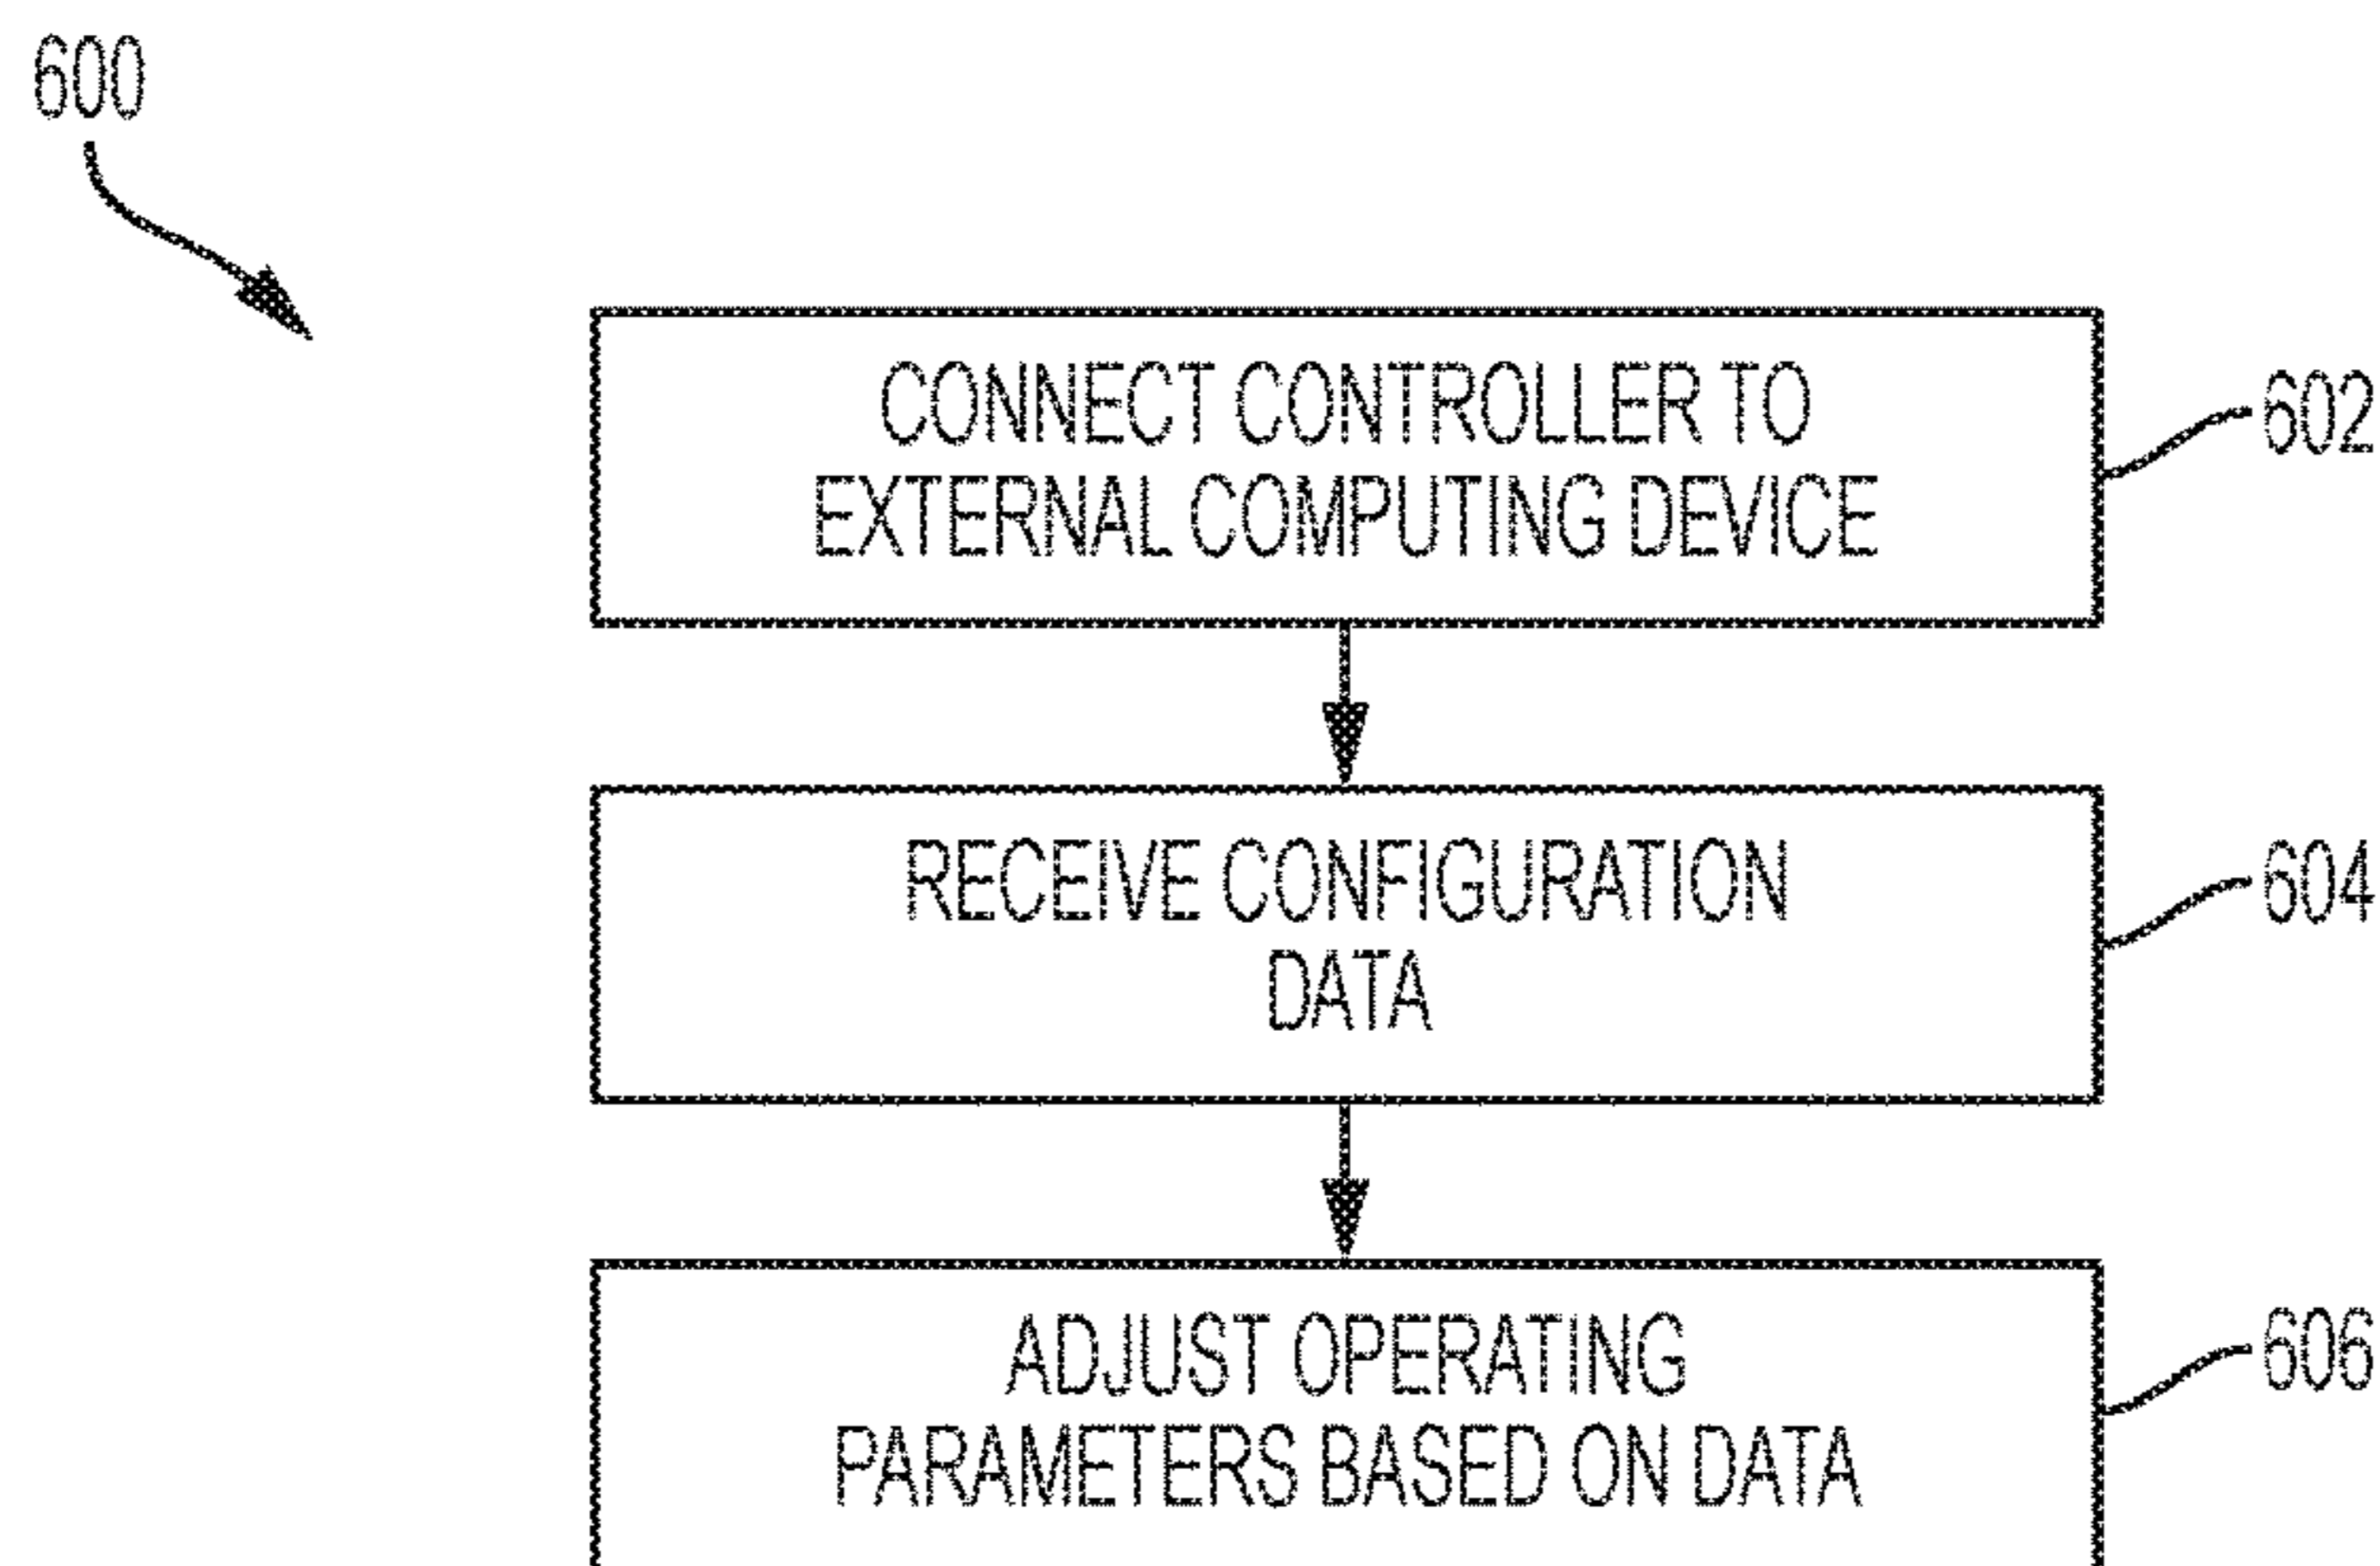 600
CONNECT CONTROLLER TO
EXTERNAL COMPUTING DEVICE
602
RECEIVE CONFIGURATION
DATA
604
ADJUST OPERATING
PARAMETERS BASED ON DATA
606